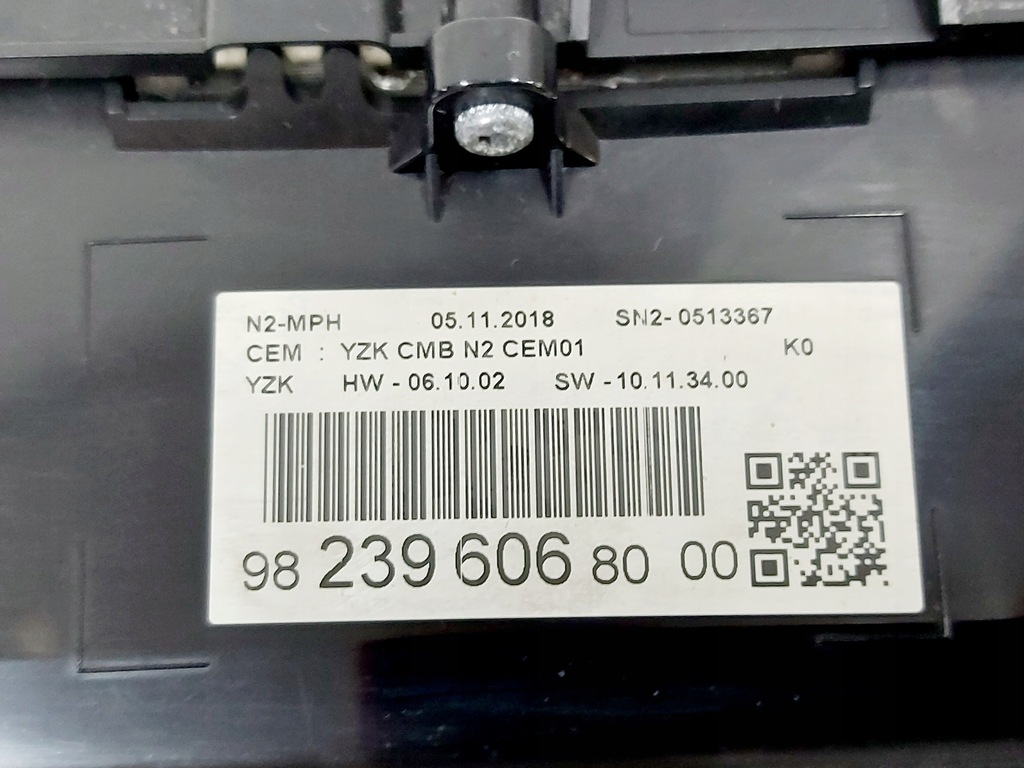 N2-MPH 05.11.2018 SN2-0513367
CEM : YZK CMB N2 CEM01 K0
YZK HW - 06.10.02 SW -10.11.34.00
98 239 606 80 00